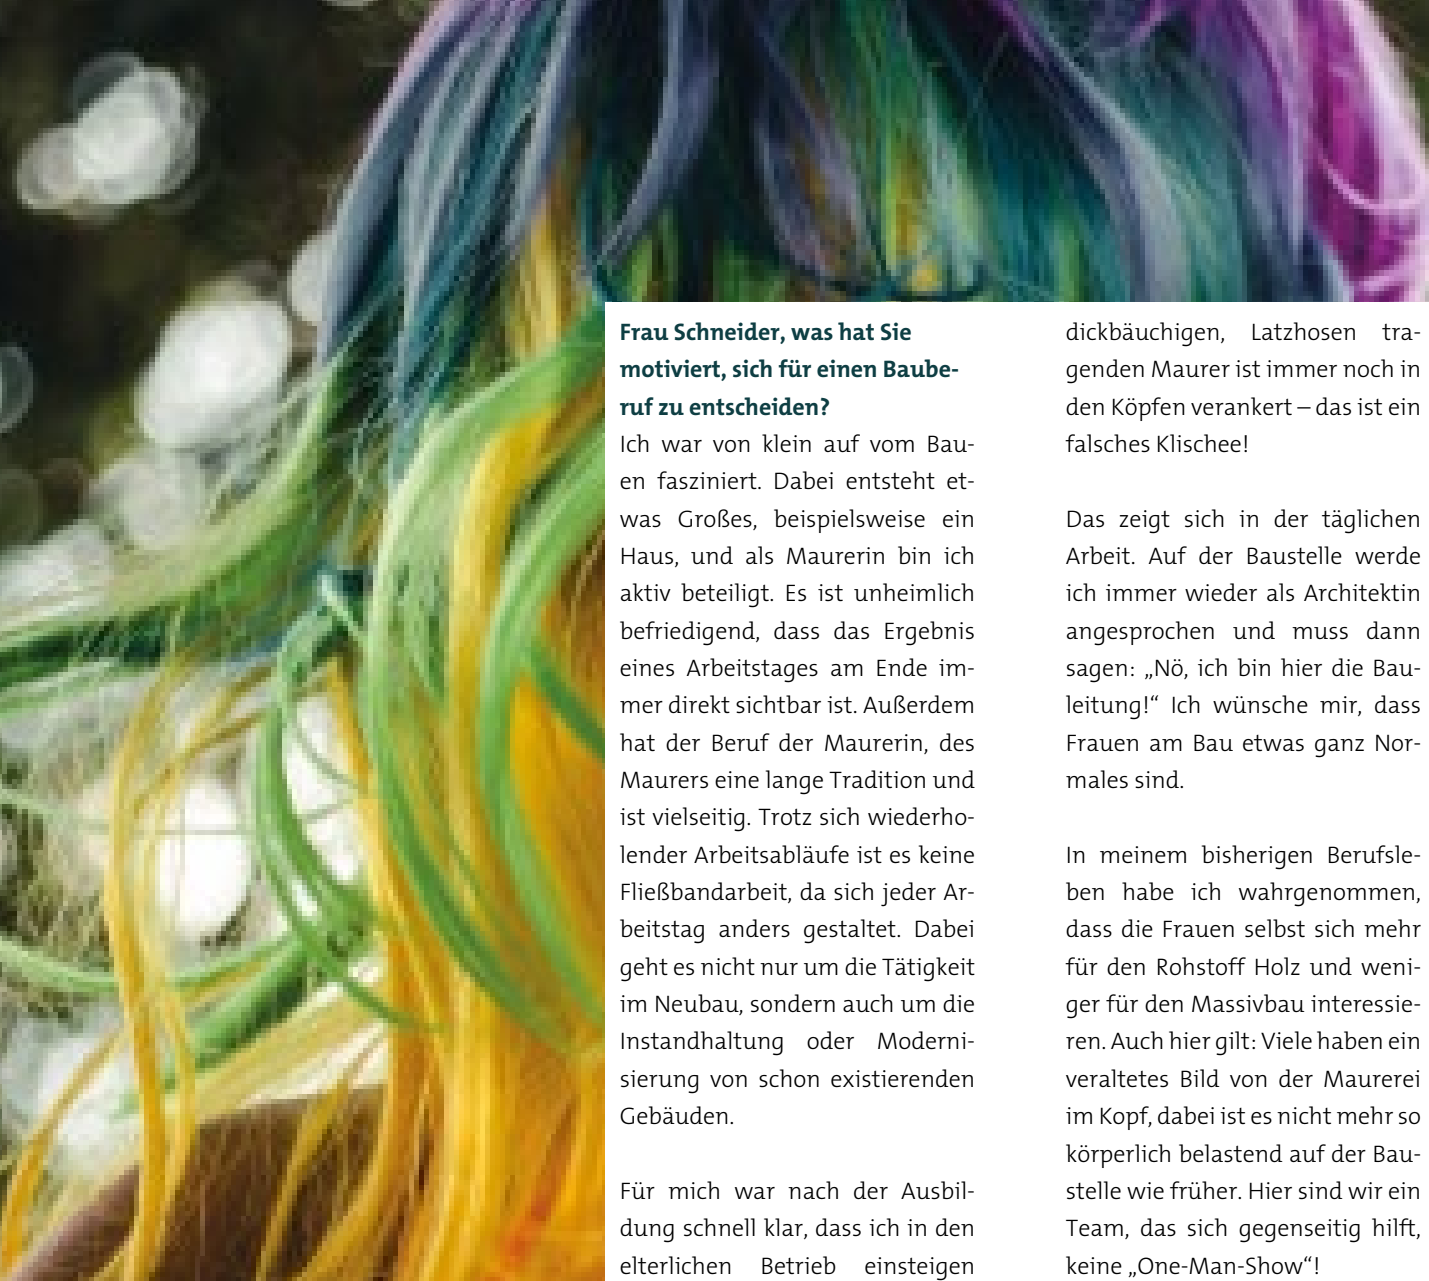 Frau Schneider, was hat Sie
motiviert, sich für einen Baube-
ruf zu entscheiden?
Ich war von klein auf vom Bau-
en fasziniert. Dabei entsteht et-
was Großes, beispielsweise ein
Haus, und als Maurerin bin ich
aktiv beteiligt. Es ist unheimlich
befriedigend, dass das Ergebnis
eines Arbeitstages am Ende im-
mer direkt sichtbar ist. Außerdem
hat der Beruf der Maurerin, des
Maurers eine lange Tradition und
ist vielseitig. Trotz sich wiederho-
lender Arbeitsabläufe ist es keine
Fließbandarbeit, da sich jeder Ar-
beitstag anders gestaltet. Dabei
geht es nicht nur um die Tätigkeit
im Neubau, sondern auch um die
Instandhaltung oder Moderni-
sierung von schon existierenden
Gebäuden.
Für mich war nach der Ausbil-
dung schnell klar, dass ich in den
elterlichen Betrieb einsteigen
dickbäuchigen, Latzhosen tra-
genden Maurer ist immer noch in
den Köpfen verankert – das ist ein
falsches Klischee!
Das zeigt sich in der täglichen
Arbeit. Auf der Baustelle werde
ich immer wieder als Architektin
angesprochen und muss dann
sagen: „Nö, ich bin hier die Bau-
leitung!“ Ich wünsche mir, dass
Frauen am Bau etwas ganz Nor-
males sind.
In meinem bisherigen Berufsle-
ben habe ich wahrgenommen,
dass die Frauen selbst sich mehr
für den Rohstoff Holz und weni-
ger für den Massivbau interessie-
ren. Auch hier gilt: Viele haben ein
veraltetes Bild von der Maurerei
im Kopf, dabei ist es nicht mehr so
körperlich belastend auf der Bau-
stelle wie früher. Hier sind wir ein
Team, das sich gegenseitig hilft,
keine „One-Man-Show“!